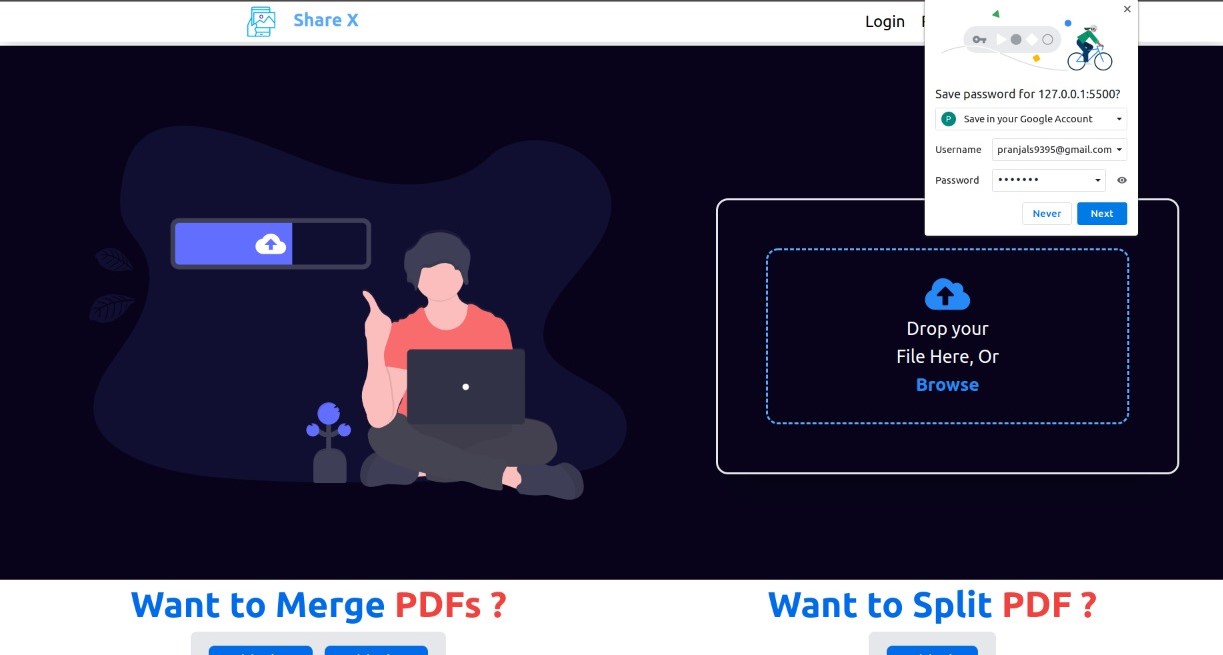 Share X
Login
Save password for 127.0.0.1:5500?
P
Save in your Google Account
Username
pranjals9395@gmail.com
Password
•••••••
Never
Next
Drop your
File Here, Or
Browse
Want to Merge PDFs ?
Want to Split PDF ?